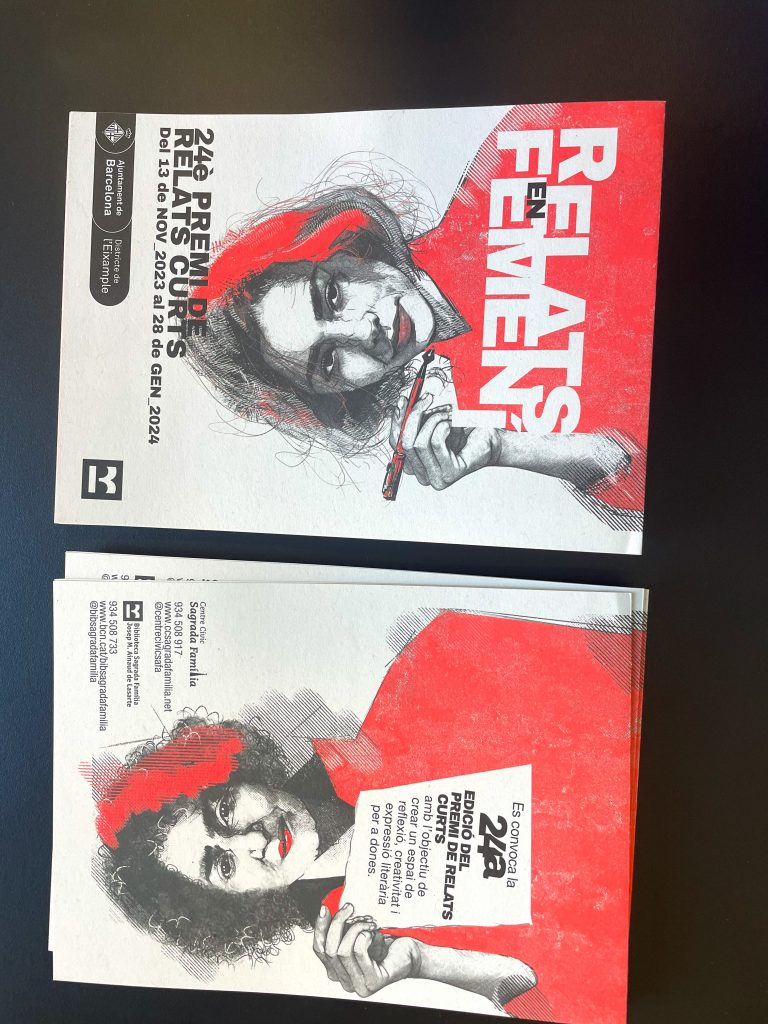 RELATS
EN
FEMENÍ
24è PREMI DE
RELATS CURTS
Del 13 de NOV_2023 al 28 de GEN_2024
Ajuntament de
Barcelona
Districte de
l'Eixample
Es convoca la
24a
EDICIÓ DEL
PREMI DE RELATS
CURTS
amb l'objectiu de
crear un espai de
reflexió, creativitat i
expressió literària
per a dones.
Centre Cívic
Sagrada Família
934 508 917
www.ccsagradafamilia.net
@centrecivicsafa
Biblioteca Sagrada Família
Josep M. Ainaud de Lasarte
934 508 733
www.bcn.cat/bibsagradafamilia
@bibsagradafamilia